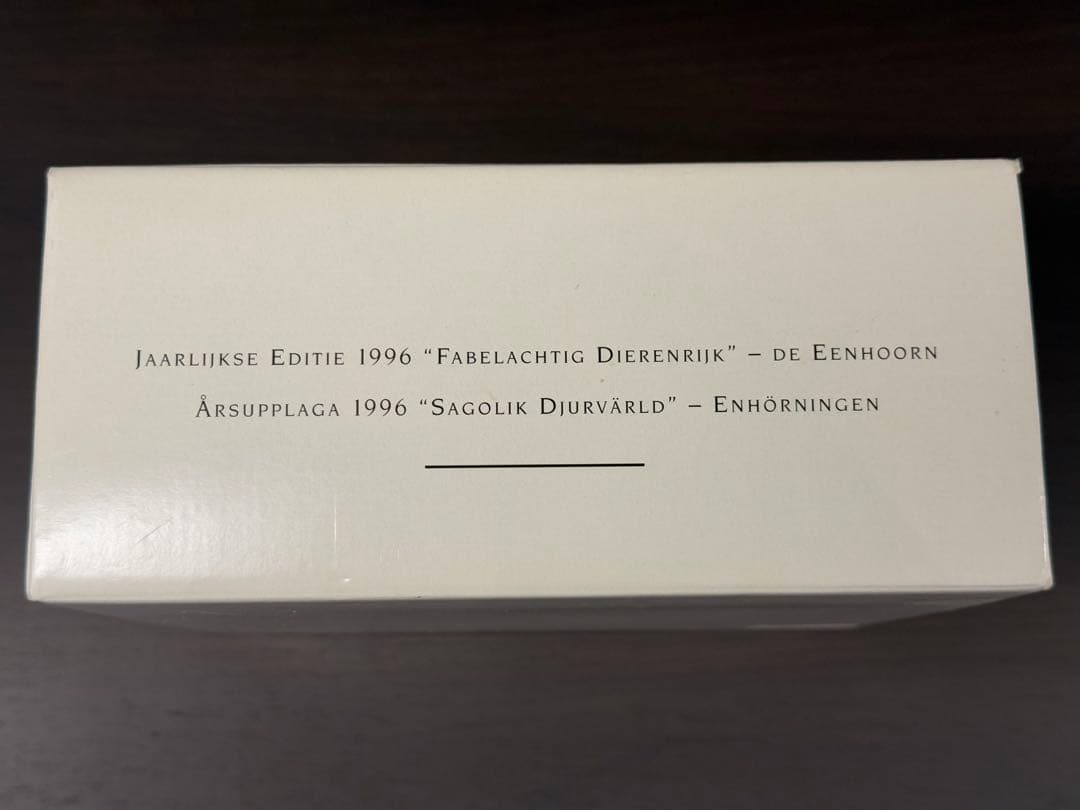 Jaarlijkse Editie 1996 “Fabelachtig Dierenrijk” – de Eenhoorn
Årsupplaga 1996 “Sagolik Djurvärld” – Enhörningen